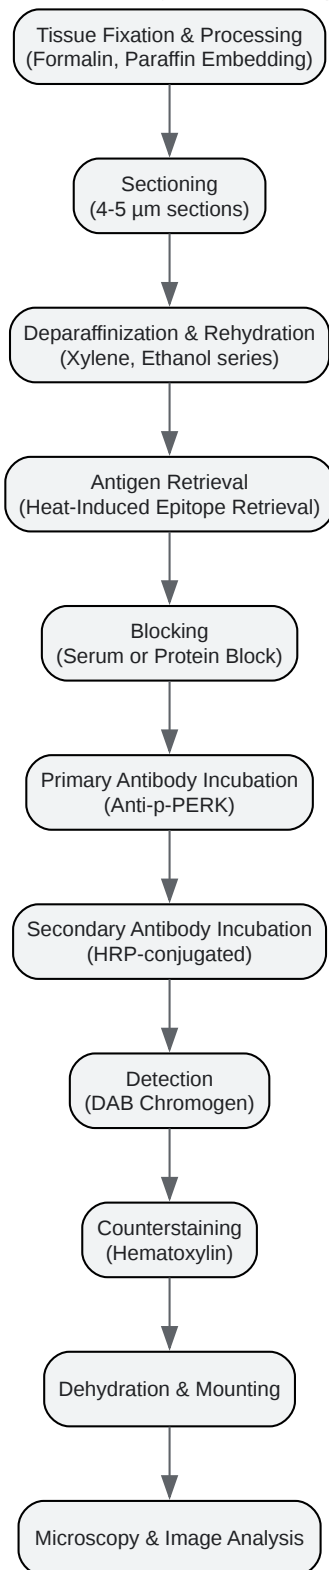 Tissue Fixation & Processing
(Formalin, Paraffin Embedding)
Sectioning
(4-5 µm sections)
Deparaffinization & Rehydration
(Xylene, Ethanol series)
Antigen Retrieval
(Heat-Induced Epitope Retrieval)
Blocking
(Serum or Protein Block)
Primary Antibody Incubation
(Anti-p-PERK)
Secondary Antibody Incubation
(HRP-conjugated)
Detection
(DAB Chromogen)
Counterstaining
(Hematoxylin)
Dehydration & Mounting
Microscopy & Image Analysis